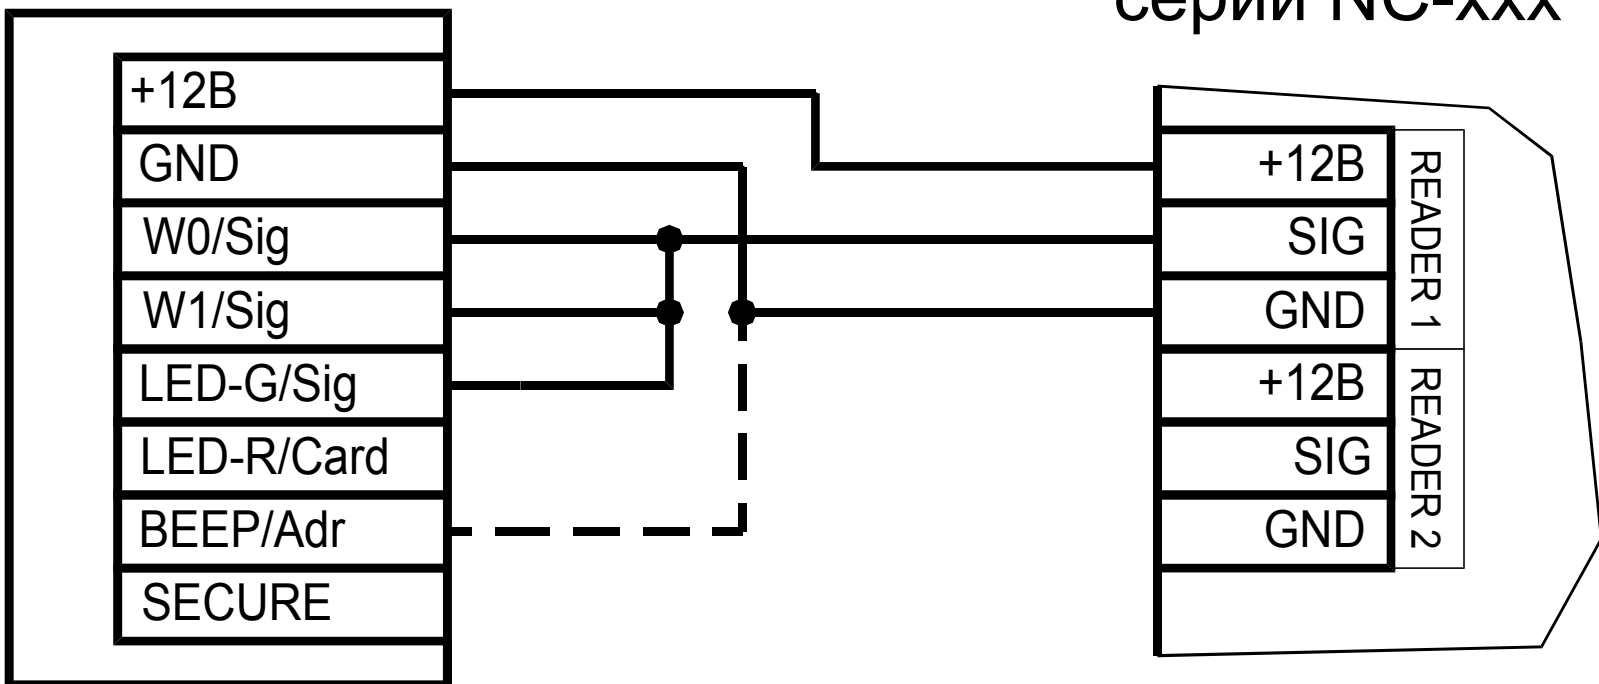 серии NC-xxx
+12В
GND
W0/Sig
W1/Sig
LED-G/Sig
LED-R/Card
BEEP/Adr
SECURE
+12В
SIG
GND
+12В
SIG
GND
READER 1
READER 2